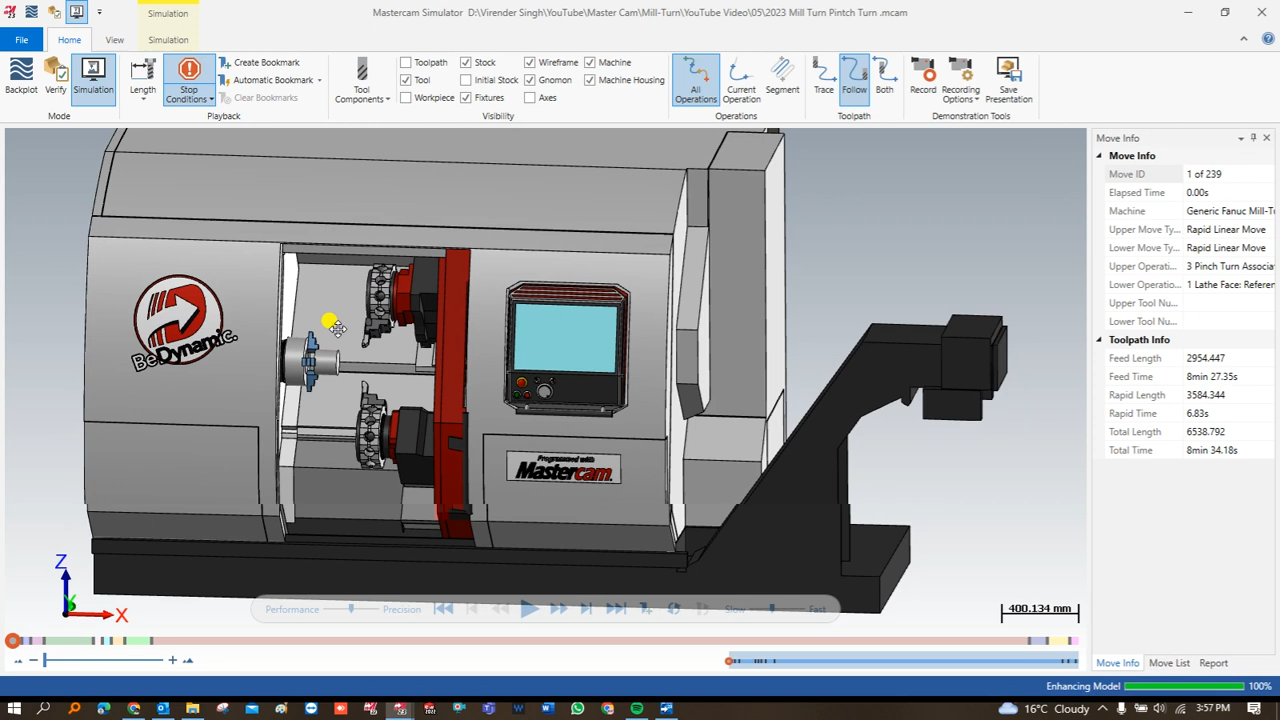 Mastercam Simulator D:\Virender Singh\YouTube\Master Cam\Mill-Turn\YouTube Video\05\2023 Mill Turn Pintch Turn .mcam
Simulation
File Home View Simulation
Backplot Verify Simulation
Mode
Length
Stop Conditions
Create Bookmark
Automatic Bookmark
Clear Bookmarks
Playback
Tool Components
Toolpath Stock Wireframe Machine
Tool Initial Stock Gnomon Machine Housing
Workpiece Fixtures Axes
Visibility
All Operations Current Operation Segment
Operations
Trace Follow Both
Toolpath
Record Recording Options Save Presentation
Demonstration Tools
BeDynamic.
Programmed with
Mastercam.
Z
Y
X
Performance Precision Slow Fast
400.134 mm
Move Info
Move Info
Move ID 1 of 239
Elapsed Time 0.00s
Machine Generic Fanuc Mill-T
Upper Move Ty... Rapid Linear Move
Lower Move Ty... Rapid Linear Move
Upper Operati... 3 Pinch Turn Associa
Lower Operati... 1 Lathe Face: Referen
Upper Tool Nu...
Lower Tool Nu...
Toolpath Info
Feed Length 2954.447
Feed Time 8min 27.35s
Rapid Length 3584.344
Rapid Time 6.83s
Total Length 6538.792
Total Time 8min 34.18s
Move Info Move List Report
Enhancing Model 100%
16°C Cloudy 3:57 PM